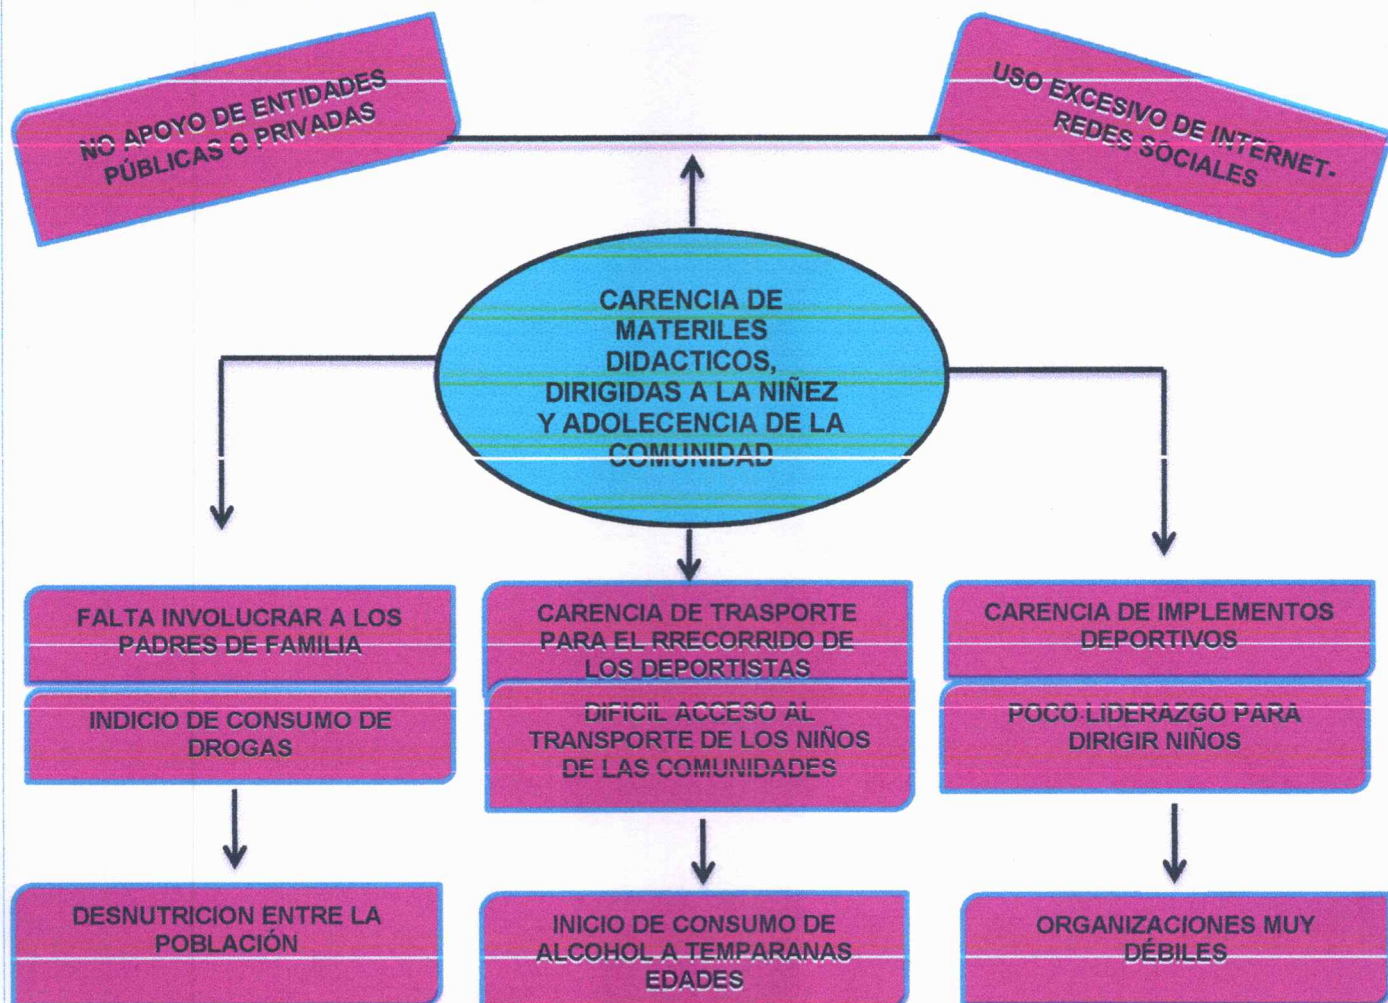 NO APOYO DE ENTIDADES
PÚBLICAS O PRIVADAS
USO EXCESIVO DE INTERNET-
REDES SOCIALES
CARENCIA DE
MATERILES
DIDACTICOS,
DIRIGIDAS A LA NIÑEZ
Y ADOLECENCIA DE LA
COMUNIDAD
FALTA INVOLUCRAR A LOS
PADRES DE FAMILIA
INDICIO DE CONSUMO DE
DROGAS
CARENCIA DE TRASPORTE
PARA EL RRECORRIDO DE
LOS DEPORTISTAS
DIFICIL ACCESO AL
TRANSPORTE DE LOS NIÑOS
DE LAS COMUNIDADES
CARENCIA DE IMPLEMENTOS
DEPORTIVOS
POCO LIDERAZGO PARA
DIRIGIR NIÑOS
DESNUTRICION ENTRE LA
POBLACIÓN
INICIO DE CONSUMO DE
ALCOHOL A TEMPARANAS
EDADES
ORGANIZACIONES MUY
DÉBILES